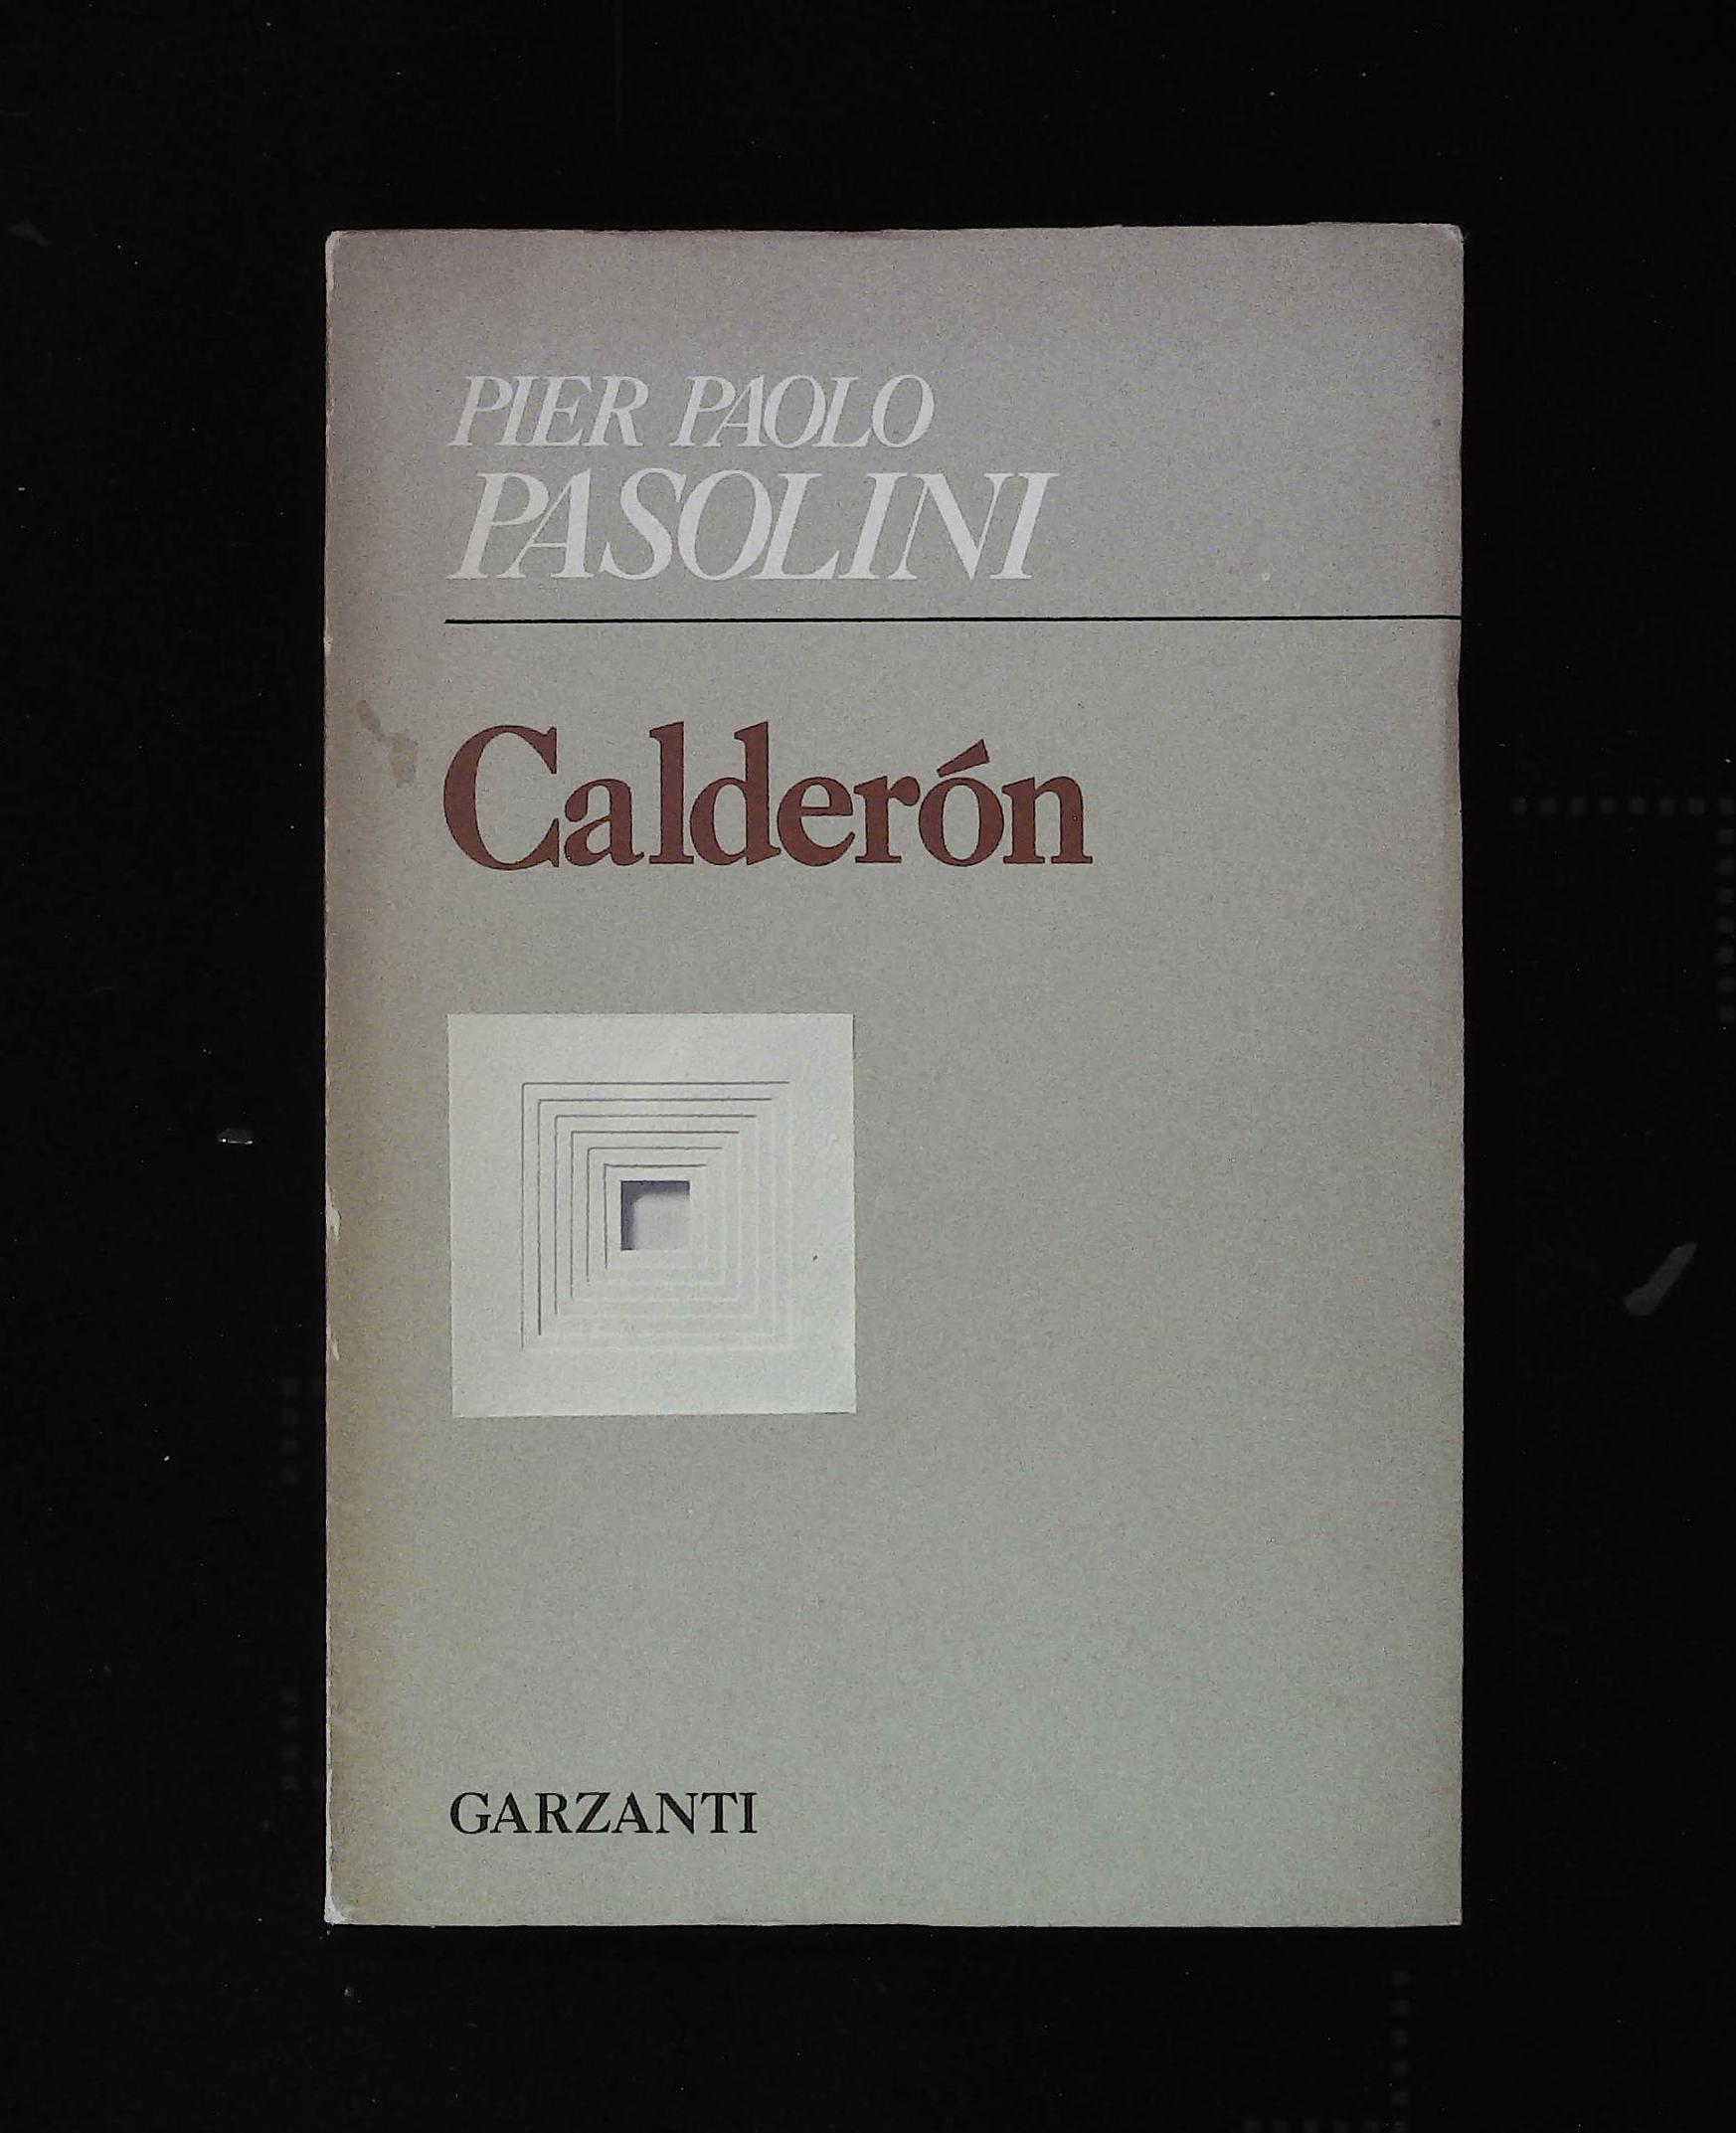 PIER PAOLO
PASOLINI
Calderón
GARZANTI